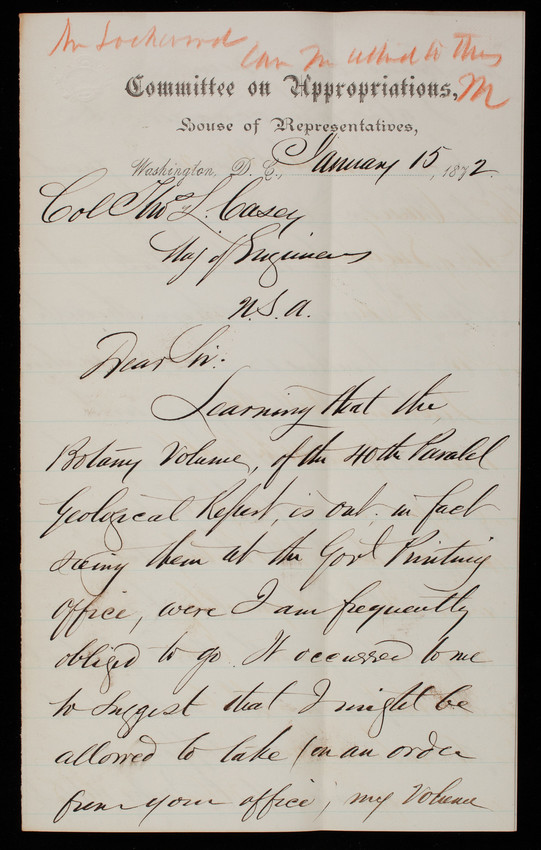 Mr Lockwood
Can Mr attend to this
M
Committee on Appropriations,
House of Representatives,
Washington, D. C., January 15, 1872.
Col Thos L. Casey
Maj of Engineers
U.S.A.
Dear Sir:
Learning that the
Botany Volume, of the 40th Paralel
Geological Report, is out; in fact
seeing them at the Govt Printing
Office, were I am frequently
obliged to go. It occurred to me
to suggest that I might be
allowed to take (on an order
from your office) my Volume